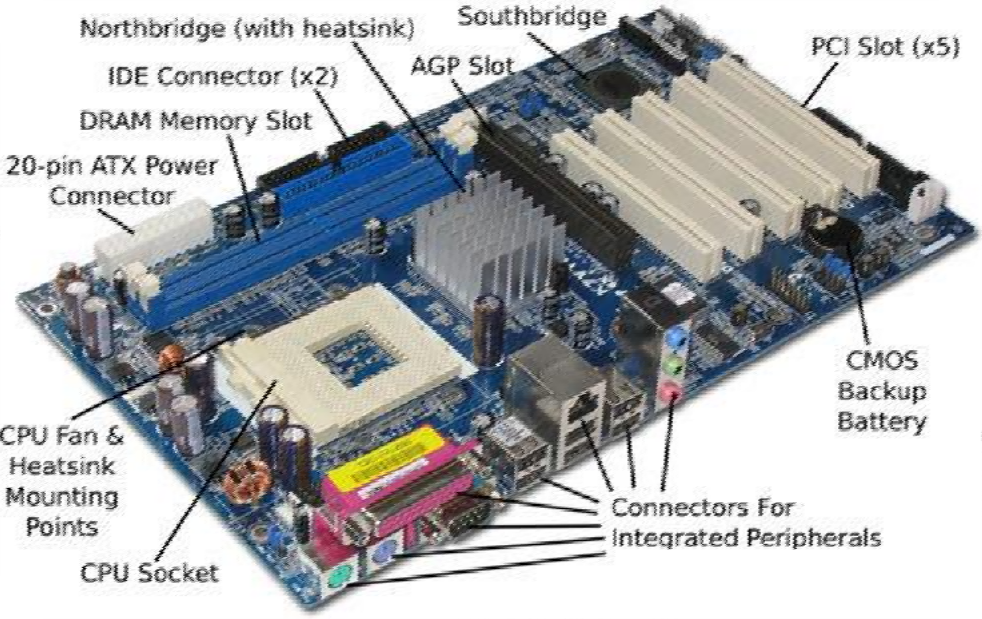 Southbridge
Northbridge (with heatsink)
PCI Slot (x5)
AGP Slot
IDE Connector (x2)
DRAM Memory Slot
20-pin ATX Power
Connector
CMOS
Backup
Battery
CPU Fan &
Heatsink
Mounting
Points
Connectors For
Integrated Peripherals
CPU Socket